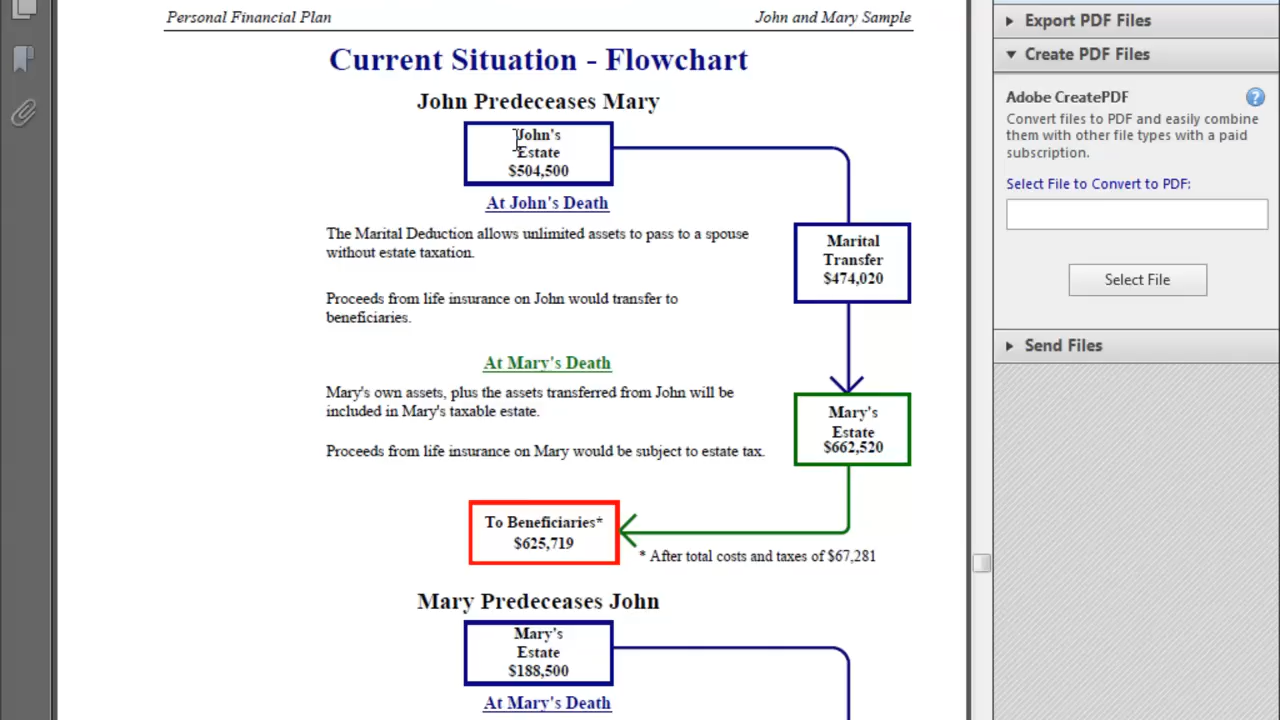 Personal Financial Plan
John and Mary Sample
Current Situation - Flowchart
John Predeceases Mary
John's
Estate
$504,500
At John's Death
The Marital Deduction allows unlimited assets to pass to a spouse
without estate taxation.
Proceeds from life insurance on John would transfer to
beneficiaries.
Marital
Transfer
$474,020
At Mary's Death
Mary's own assets, plus the assets transferred from John will be
included in Mary's taxable estate.
Proceeds from life insurance on Mary would be subject to estate tax.
Mary's
Estate
$662,520
To Beneficiaries*
$625,719
* After total costs and taxes of $67,281
Mary Predeceases John
Mary's
Estate
$188,500
At Mary's Death
Export PDF Files
Create PDF Files
Adobe CreatePDF
Convert files to PDF and easily combine
them with other file types with a paid
subscription.
Select File to Convert to PDF:
Select File
Send Files